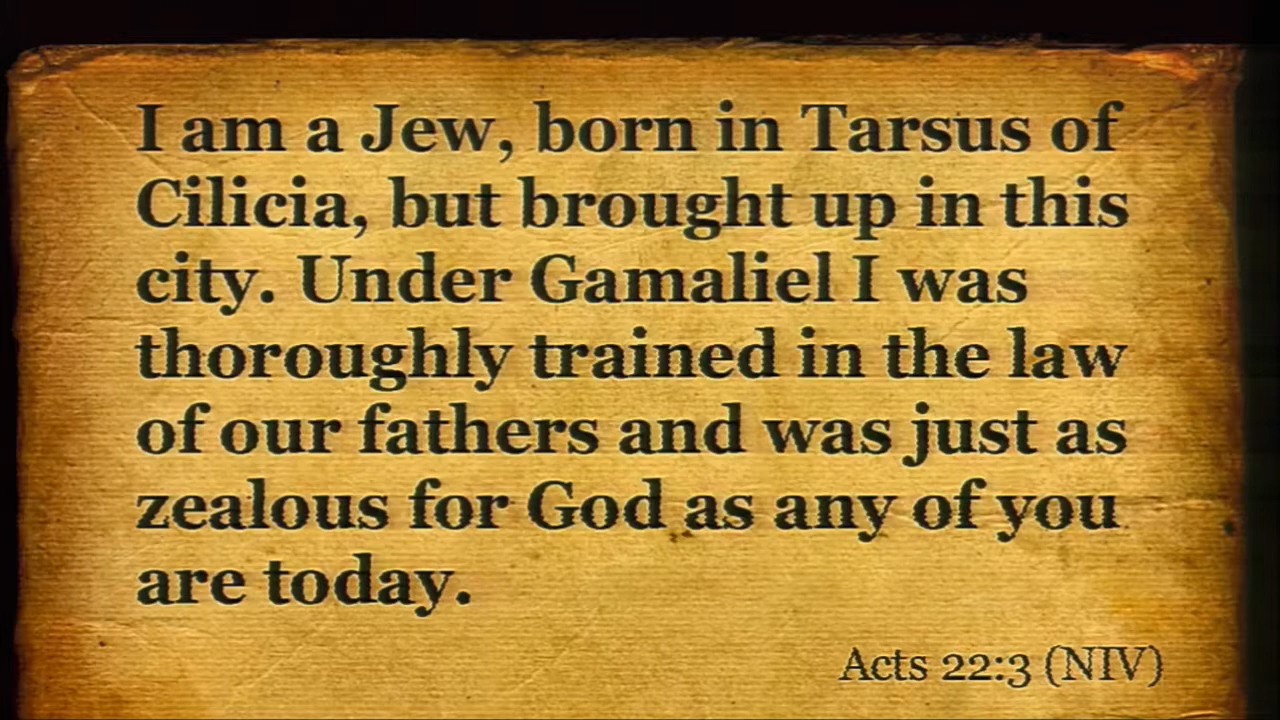 I am a Jew, born in Tarsus of
Cilicia, but brought up in this
city. Under Gamaliel I was
thoroughly trained in the law
of our fathers and was just as
zealous for God as any of you
are today.
Acts 22:3 (NIV)